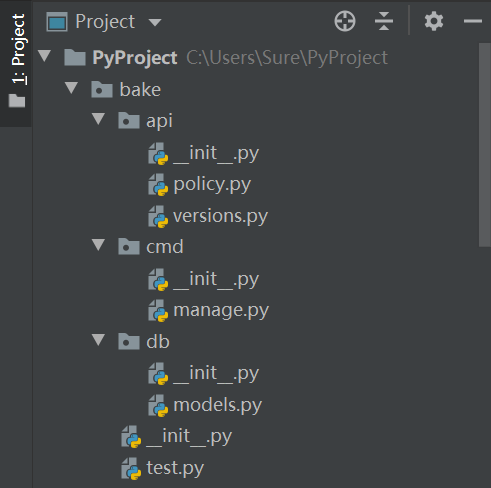 1: Project
Project
PyProject C:\Users\Sure\PyProject
bake
api
__init__.py
policy.py
versions.py
cmd
__init__.py
manage.py
db
__init__.py
models.py
__init__.py
test.py